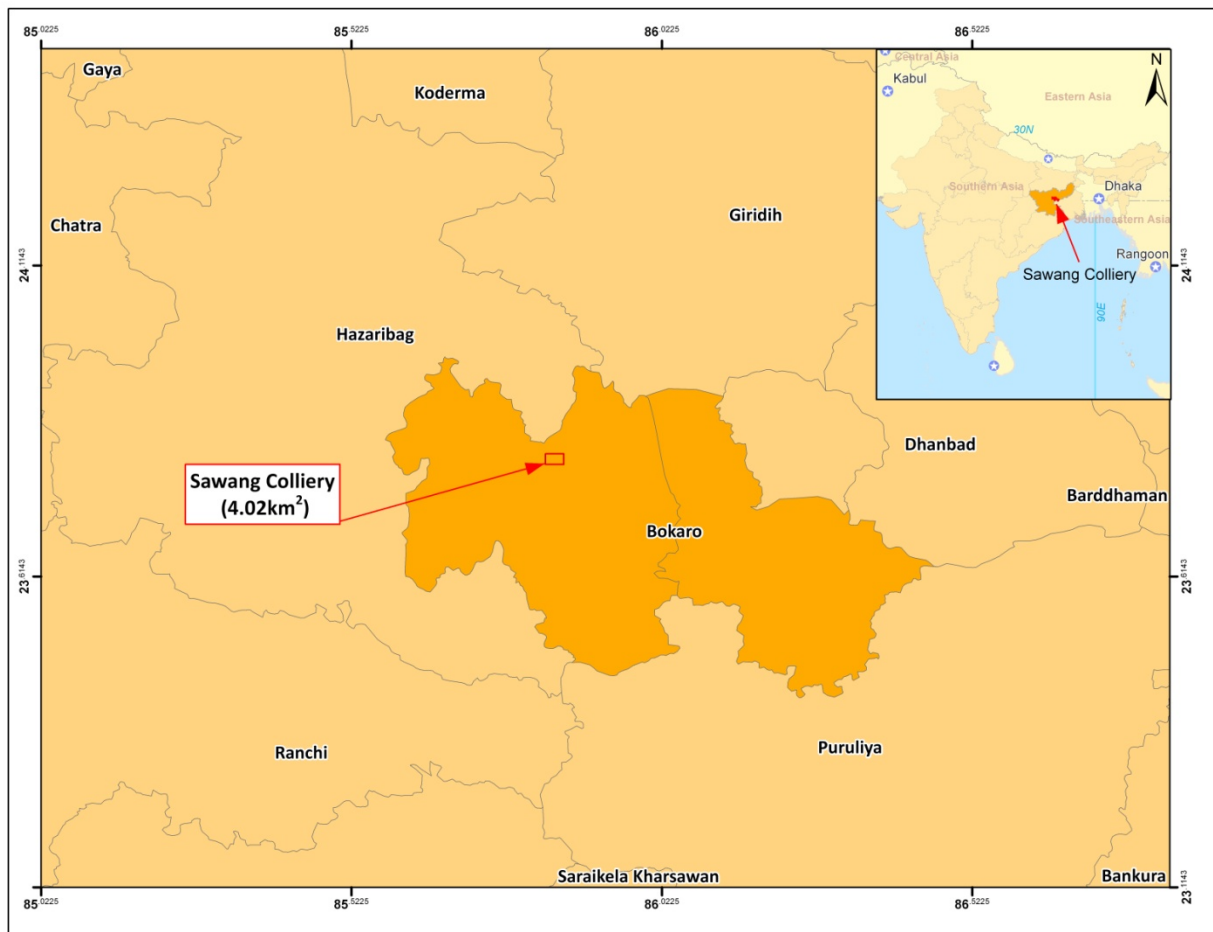 85.0225
85.5225
86.0225
86.5225
Gaya
Koderma
Chatra
Giridih
Hazaribag
24.1143
24.1143
Central Asia
Kabul
Eastern Asia
N
30N
Southern Asia
Dhaka
Southeastern Asia
Rangoon
Sawang Colliery
90E
Sawang Colliery
(4.02km²)
Dhanbad
Barddhaman
Bokaro
23.6143
23.6143
Ranchi
Puruliya
Saraikela Kharsawan
Bankura
23.1143
85.0225
85.5225
86.0225
86.5225